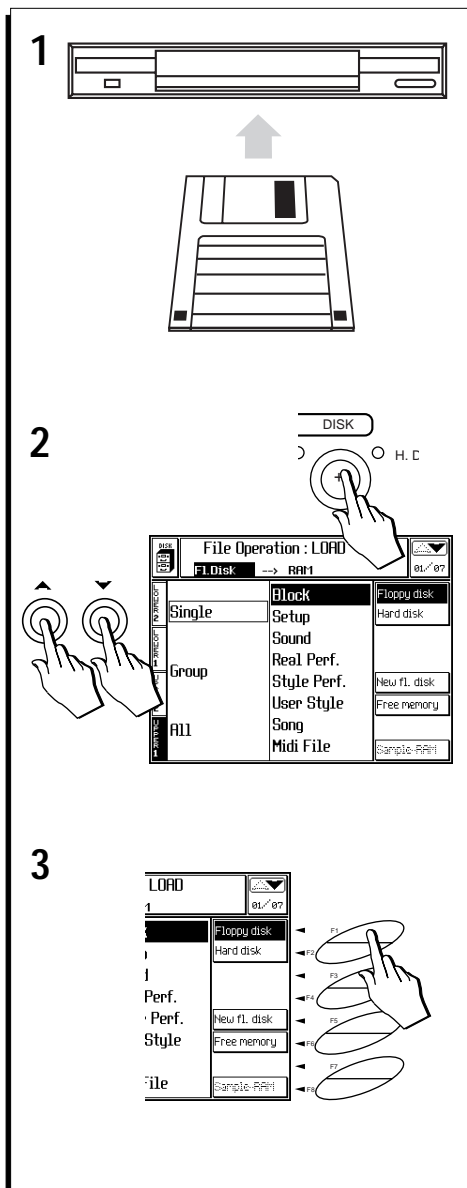 1
2
DISK
H. D
DISK
File Operation : LOAD
Fl.Disk --> RAM
01/07
Single
Group
All
Block
Setup
Sound
Real Perf.
Style Perf.
User Style
Song
Midi File
Floppy disk
Hard disk
New fl. disk
Free memory
Sample-RAM
UPPER 1
3
LOAD
01/07
Perf.
Perf.
Style
File
Floppy disk
Hard disk
New fl. disk
Free memory
Sample-RAM
F1
F2
F3
F4
F5
F6
F7
F8